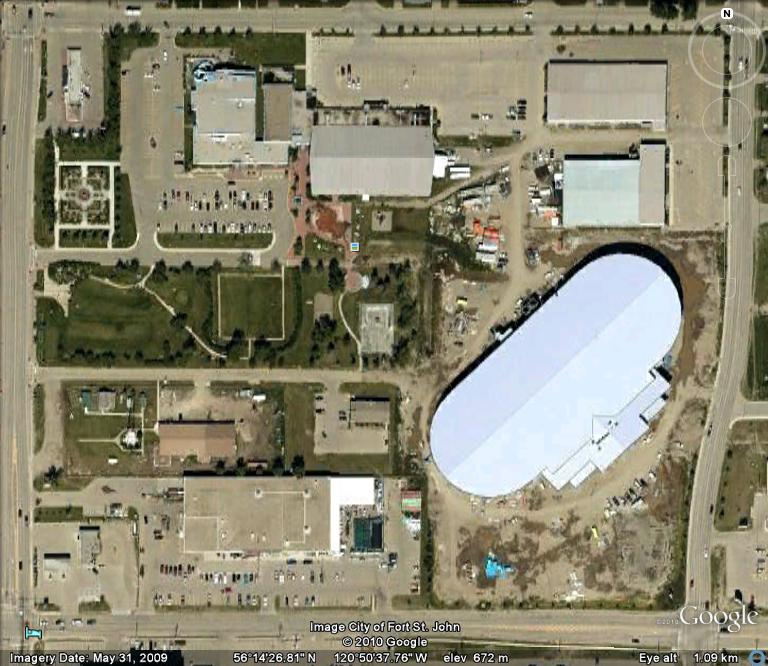 N
Image City of Fort St. John
© 2010 Google
©2010 Google
Imagery Date: May 31, 2009 56°14'26.81" N 120°50'37.76" W elev 672 m Eye alt 1.09 km